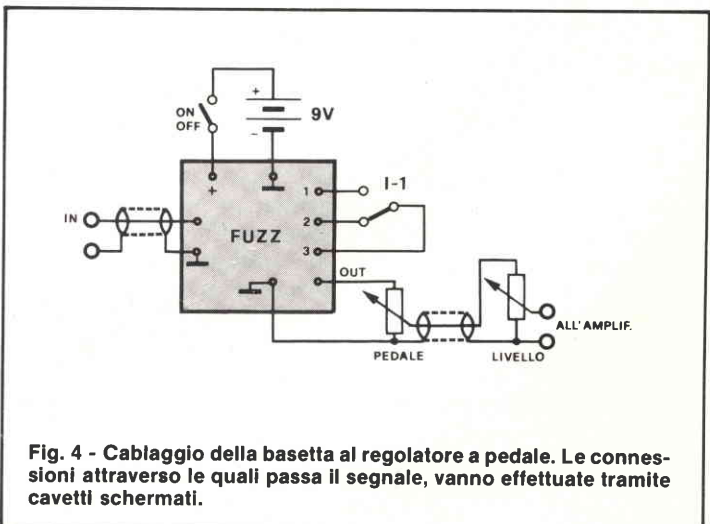 +
ON
OFF
9V
-
+
1
I-1
IN
2
FUZZ
3
OUT
ALL'AMPLIF.
PEDALE
LIVELLO
Fig. 4 - Cablaggio della basetta al regolatore a pedale. Le connes-
sioni attraverso le quali passa il segnale, vanno effettuate tramite
cavetti schermati.